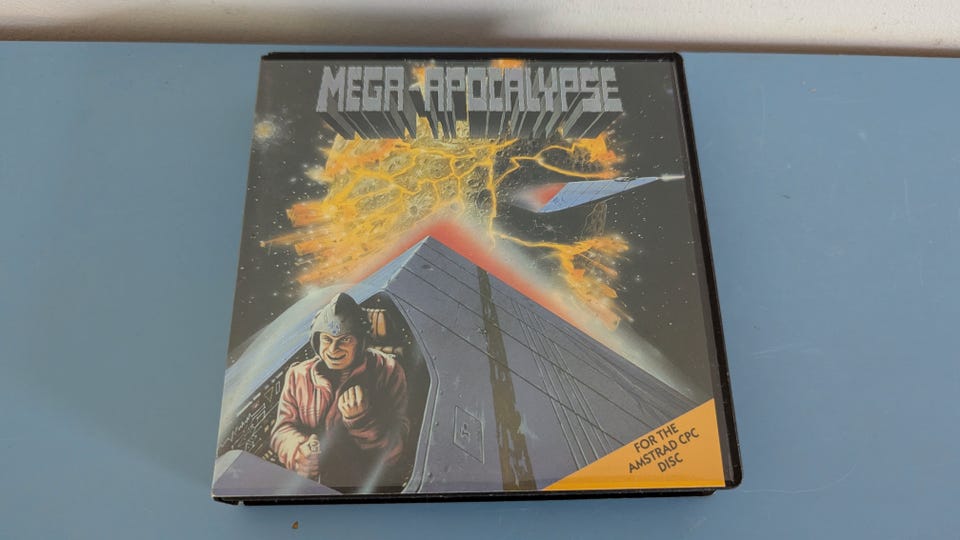 MEGA APOCALYPSE
FOR THE
AMSTRAD CPC
DISC